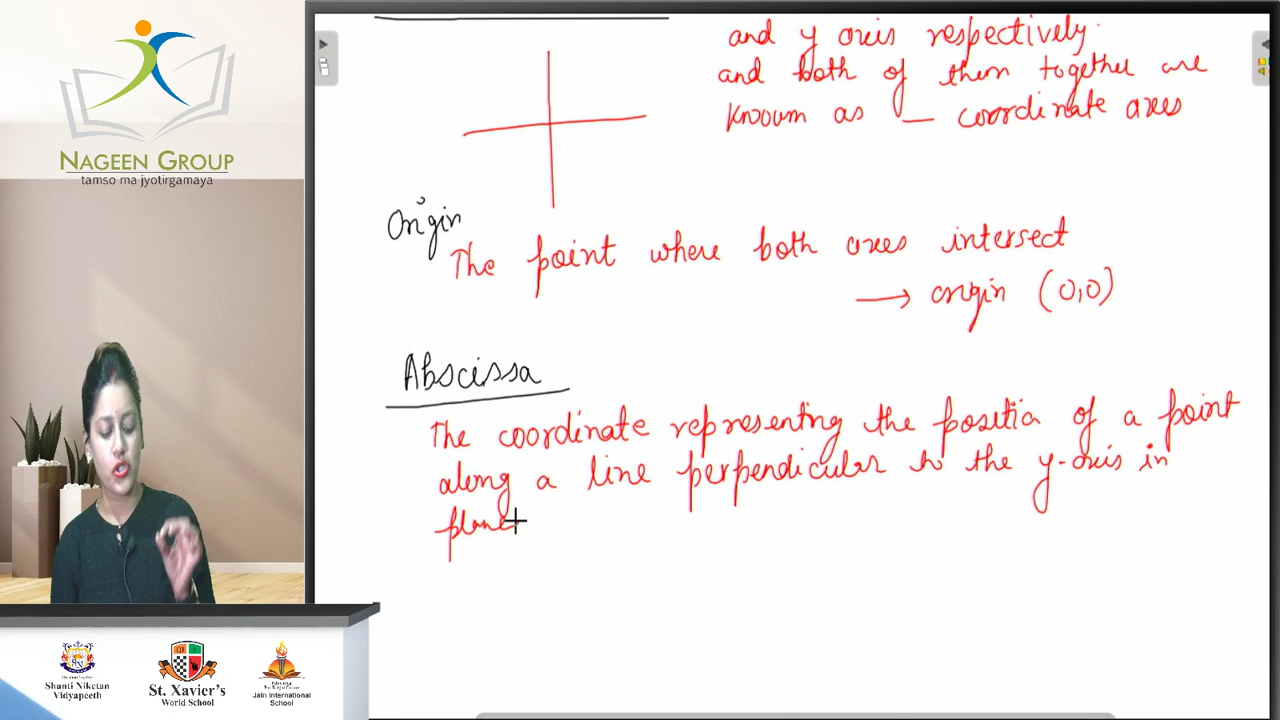 NAGEEN GROUP
tamso ma jyotirgamaya
and y axis respectively.
and both of them together are
known as — coordinate axes
Origin
The point where both axes intersect
→ origin (0,0)
Abscissa
The coordinate representing the positia of a point
along a line perpendicular to the y-axis in
plane
Shanti Niketan
Vidyapeeth
St. Xavier's
World School
Jain International
School